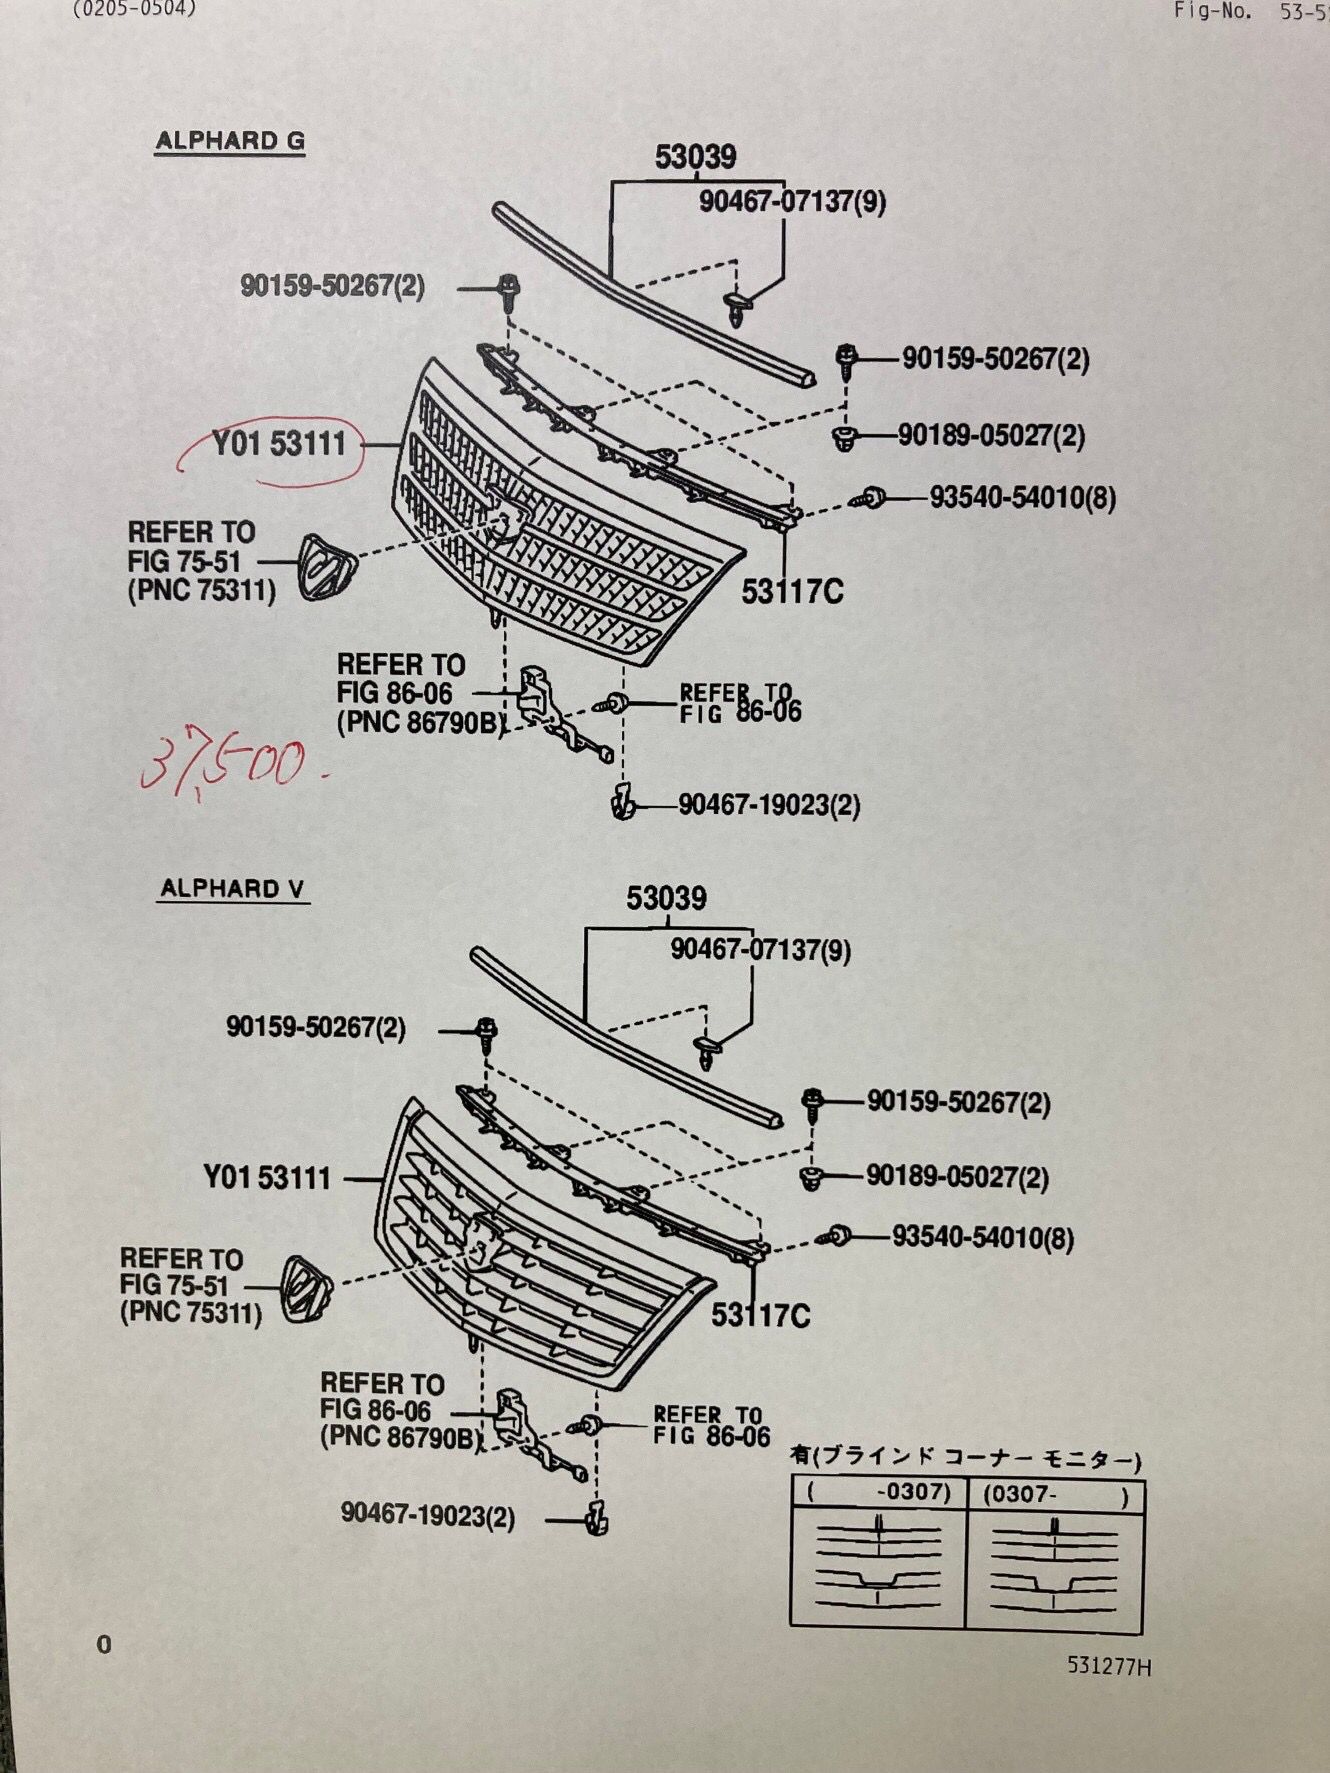 (0205-0504)
Fig-No. 53-5
ALPHARD G
53039
90467-07137(9)
90159-50267(2)
90159-50267(2)
Y01 53111
90189-05027(2)
93540-54010(8)
REFER TO
FIG 75-51
(PNC 75311)
53117C
REFER TO
FIG 86-06
(PNC 86790B)
REFER TO
FIG 86-06
37,500.
90467-19023(2)
ALPHARD V
53039
90467-07137(9)
90159-50267(2)
90159-50267(2)
Y01 53111
90189-05027(2)
93540-54010(8)
REFER TO
FIG 75-51
(PNC 75311)
53117C
REFER TO
FIG 86-06
(PNC 86790B)
REFER TO
FIG 86-06
有(ブラインド コーナー モニター)
( -0307) (0307- )
90467-19023(2)
0
531277H